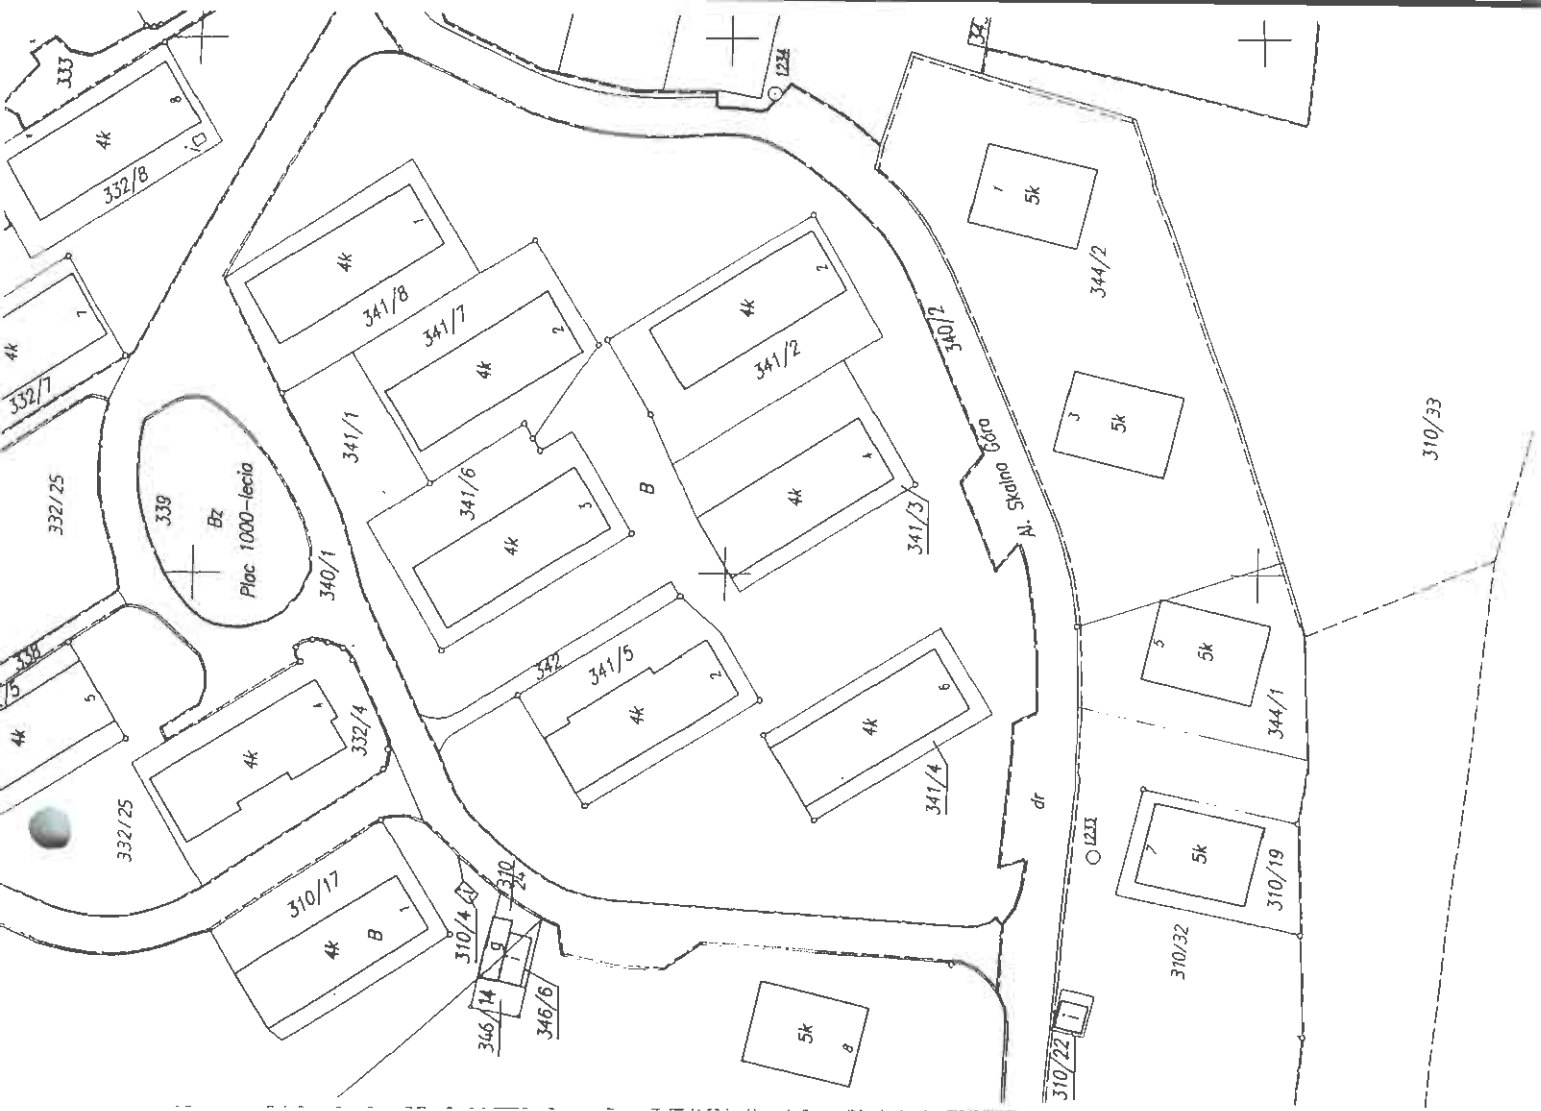 333
8
4k
i
332/8
1234
34
1
4k
341/8
341/7
2
4k
2
4k
341/2
1
5k
344/2
340/2
7
4k
332/7
341/1
341/6
3
4k
B
4
4k
341/3
Al. Skalna Góra
3
5k
310/33
332/25
339
Bz
Plac 1000-lecia
340/1
338
/5
5
4k
4
4k
332/4
342
341/5
2
4k
6
4k
341/4
5
5k
344/1
332/25
310/17
1
4k
B
310/4
i
310
24
g
i
346/14
346/6
dr
1233
7
5k
310/19
310/32
5k
8
i
310/22